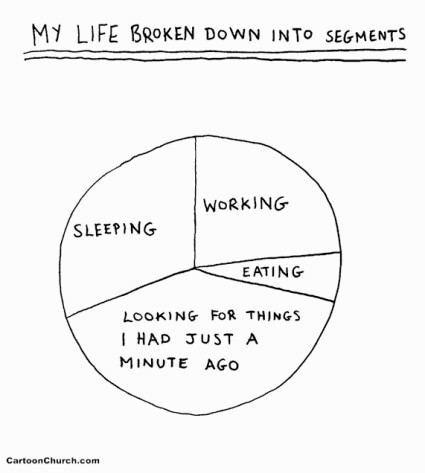 MY LIFE BROKEN DOWN INTO SEGMENTS
WORKING
SLEEPING
EATING
LOOKING FOR THINGS
I HAD JUST A
MINUTE AGO
CartoonChurch.com